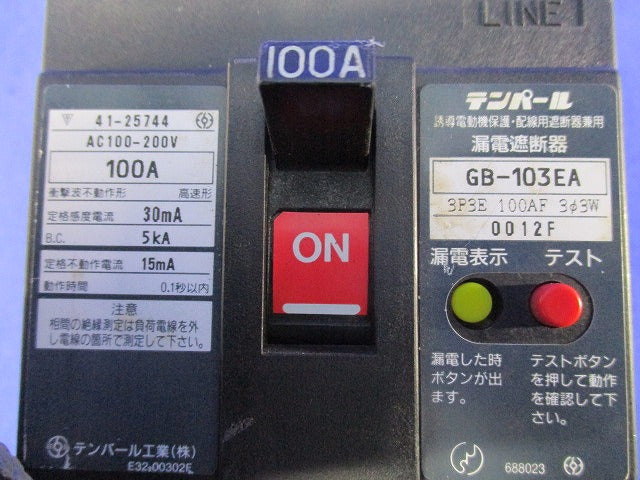 LINE
100A
41-25744
AC100-200V
100A
衝撃波不動作形 高速形
定格感度電流 30mA
B.C. 5kA
定格不動作電流 15mA
動作時間 0.1秒以内
注意
相間の絶縁測定は負荷電線を外
し電線の箇所で測定して下さい。
テンパール工業(株)
E32,00302F
ON
テンパール
誘導電動機保護・配線用遮断器兼用
漏電遮断器
GB-103EA
3P3E 100AF 3φ3W
0012F
漏電表示 テスト
漏電した時
ボタンが出
ます。
テストボタン
を押して動作
を確認して下
さい。
688023